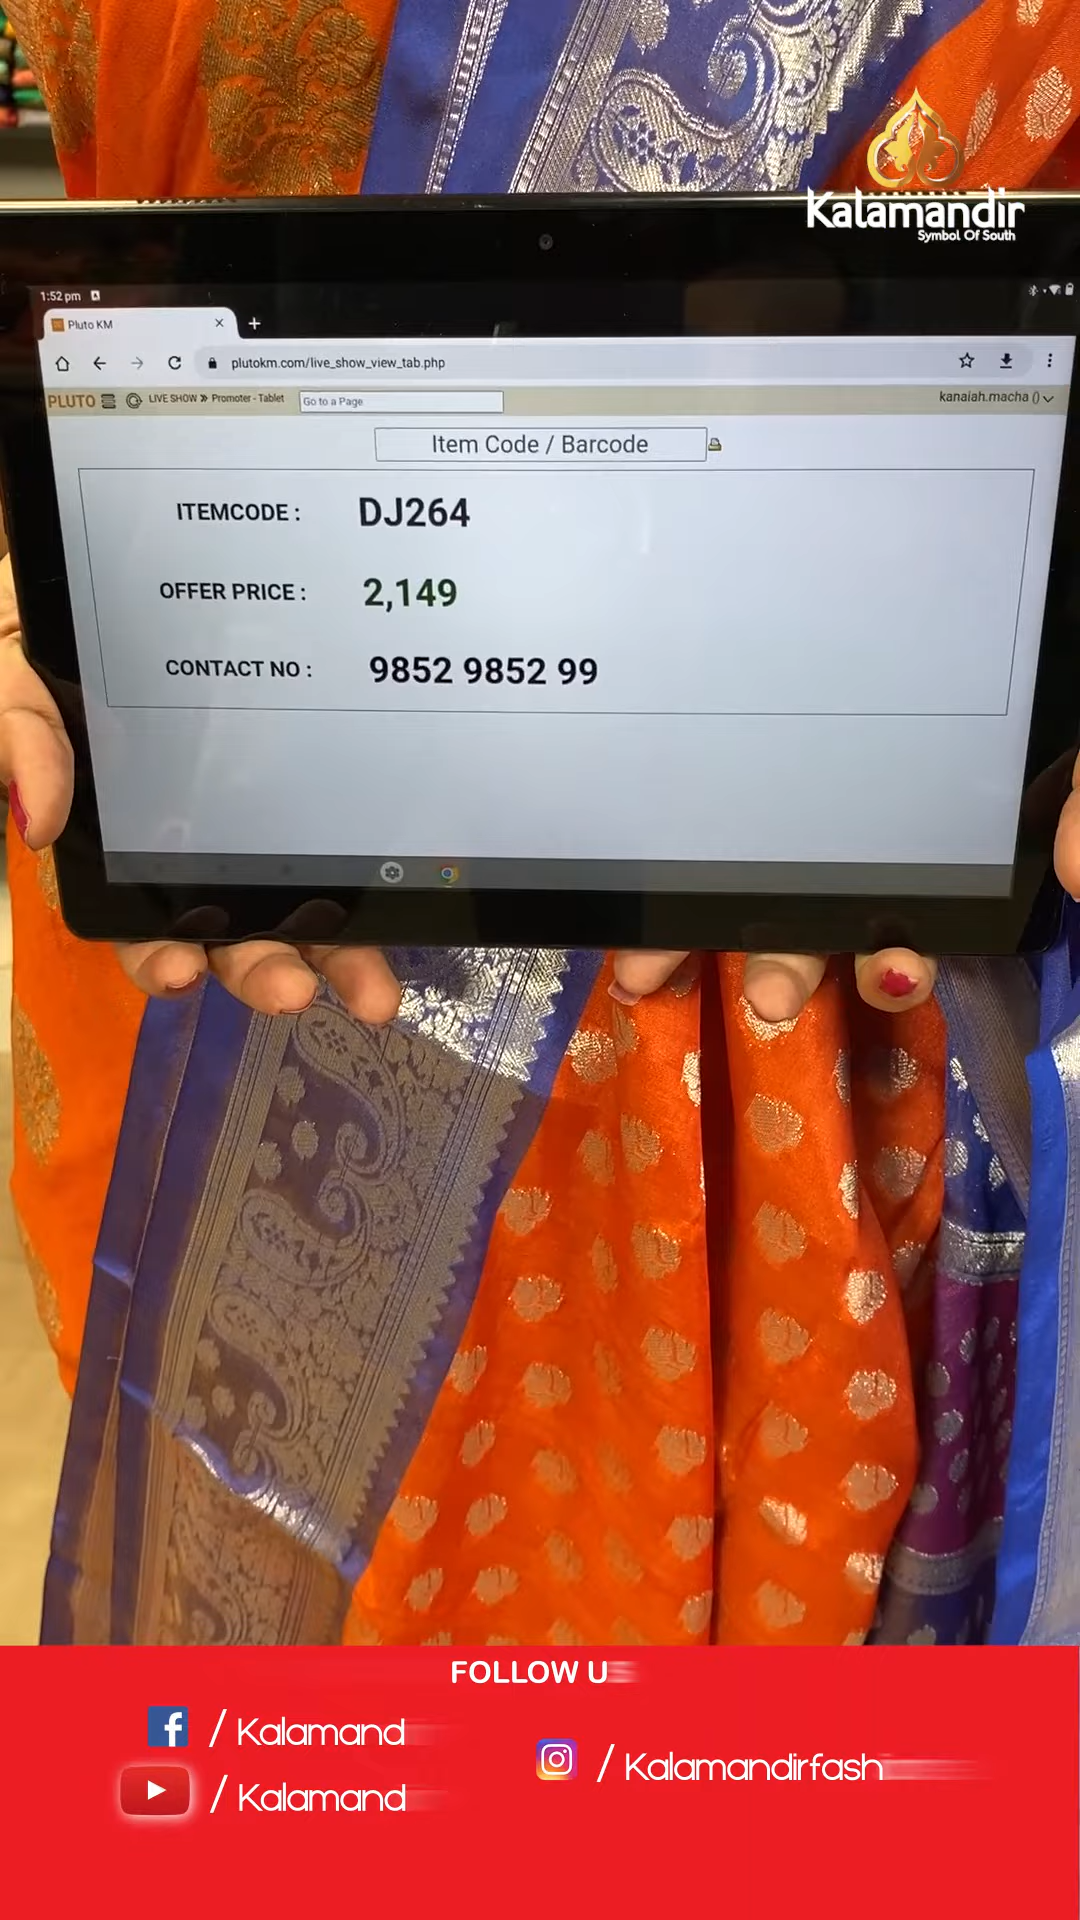 Kalamandir
Symbol Of South
1:52 pm
Pluto KM
plutokm.com/live_show_view_tab.php
PLUTO LIVE SHOW » Promoter - Tablet Go to a Page kanaiah.macha ()
Item Code / Barcode
ITEMCODE : DJ264
OFFER PRICE : 2,149
CONTACT NO : 9852 9852 99
FOLLOW U
/ Kalamand
/ Kalamandirfash
/ Kalamand